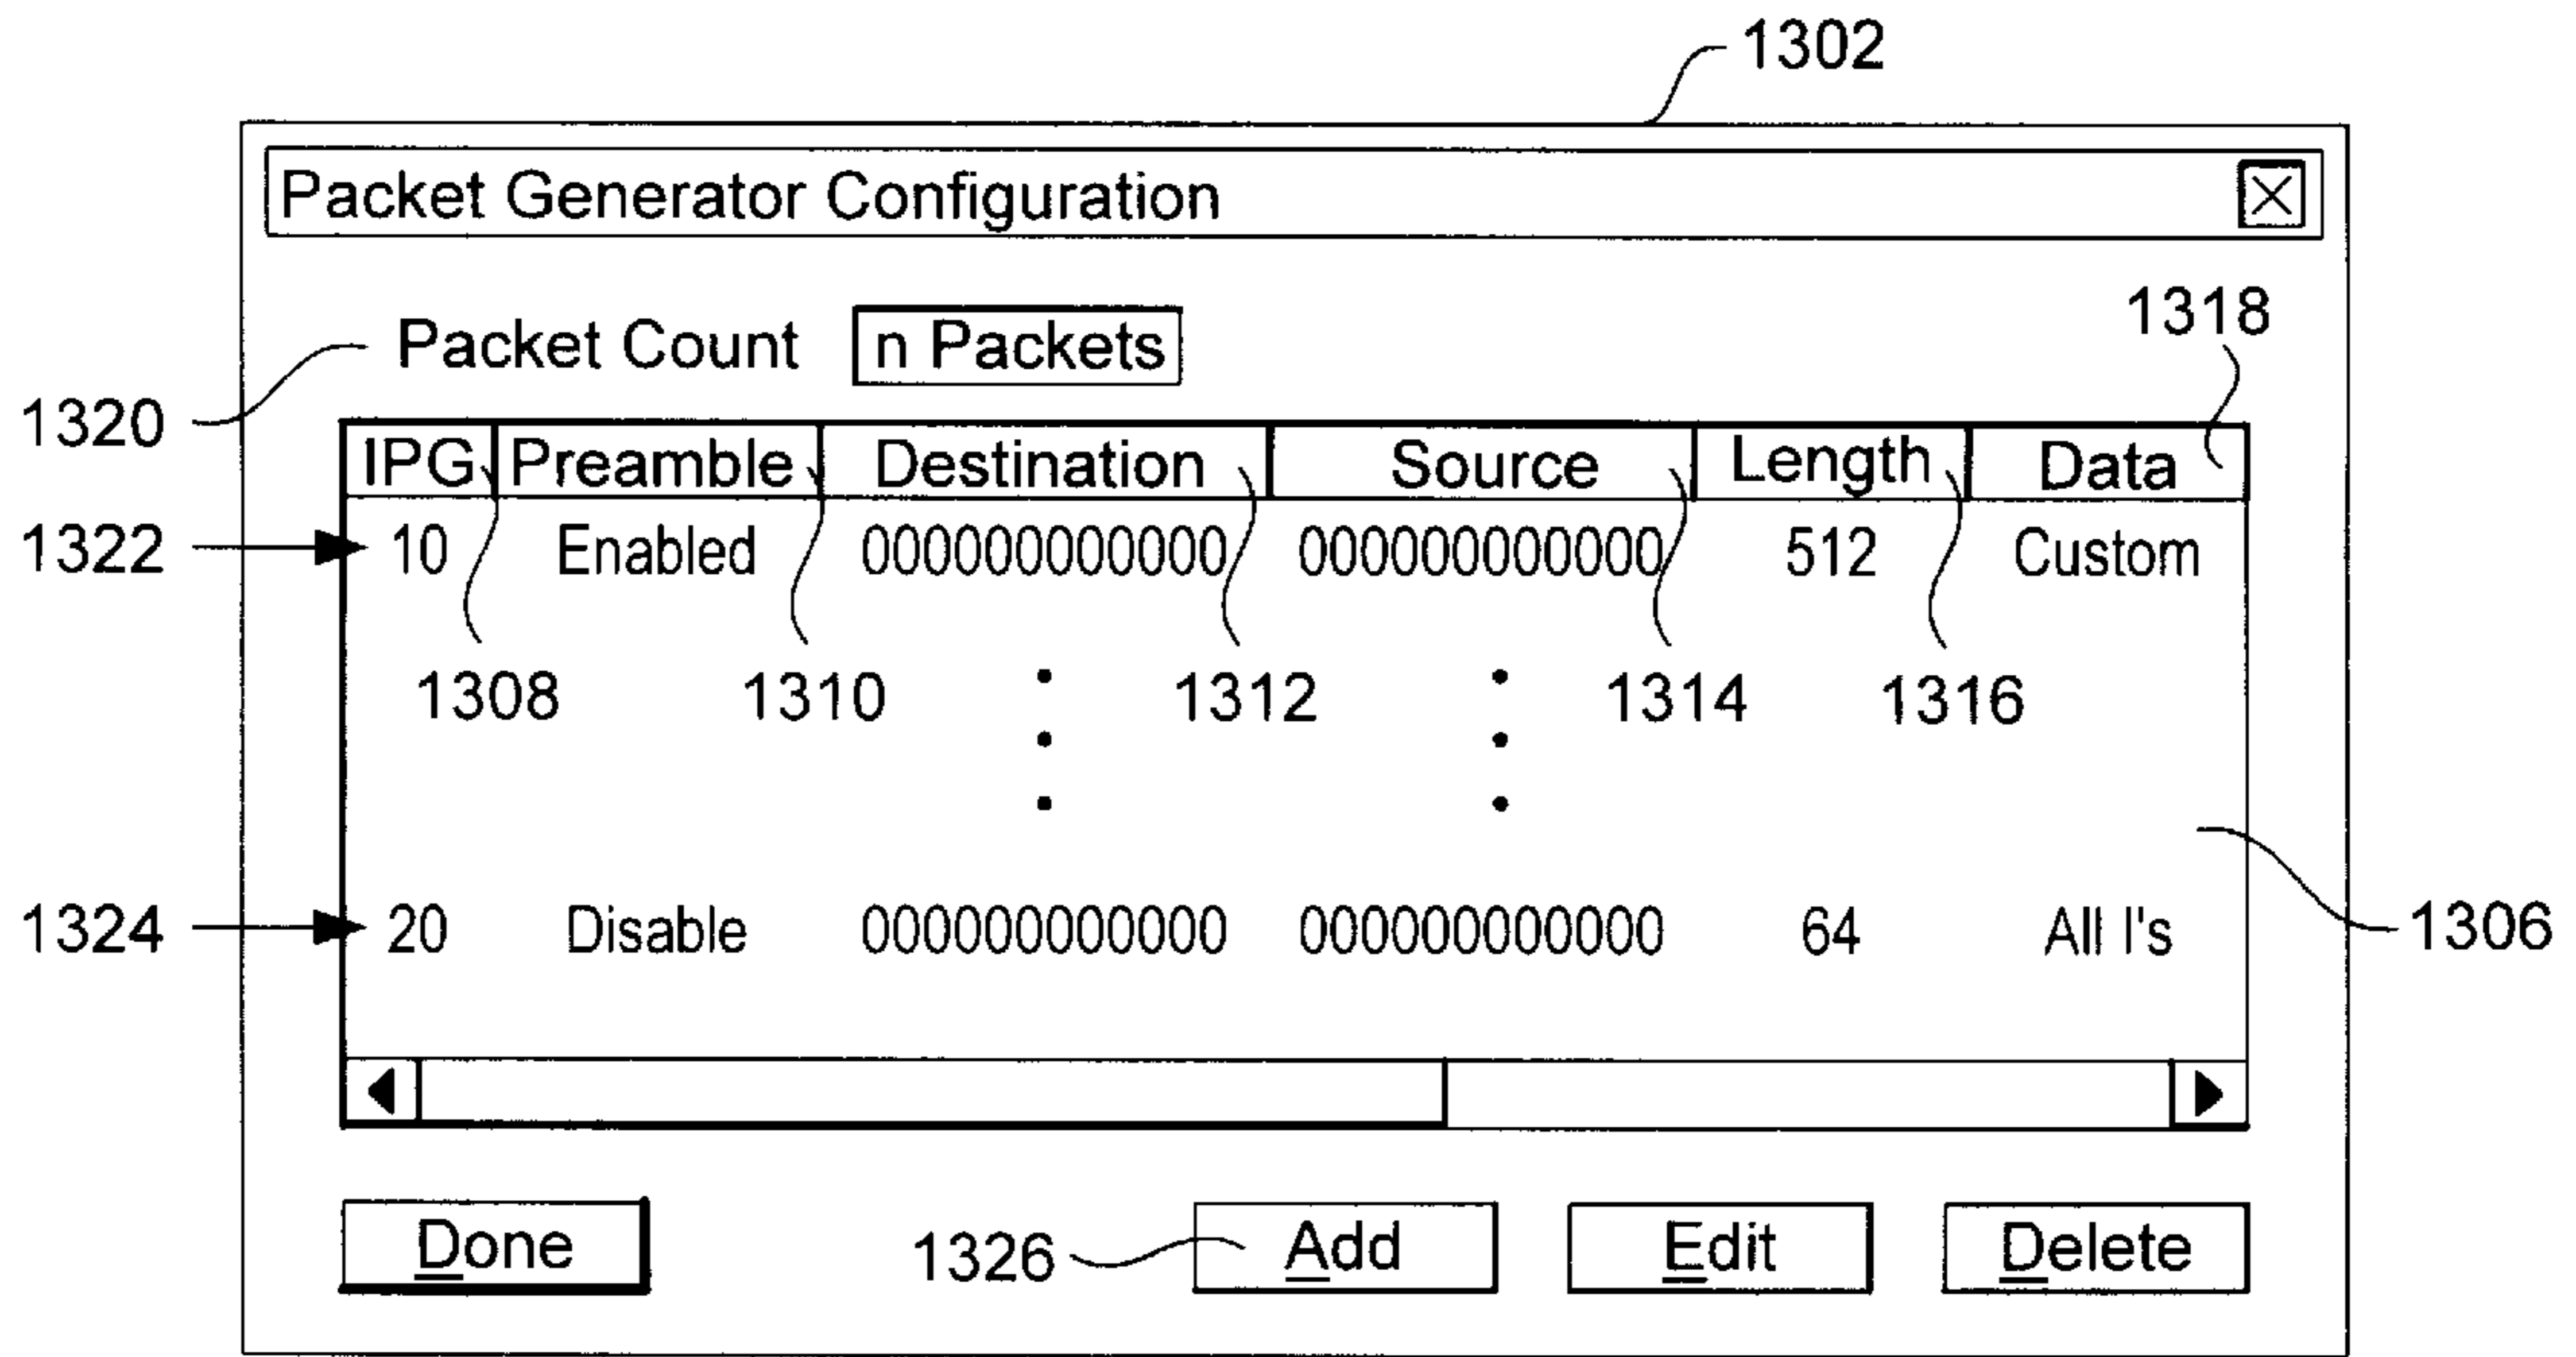 1302
Packet Generator Configuration
1318
Packet Count n Packets
1320
IPG Preamble Destination Source Length Data
1322 10 Enabled 000000000000 000000000000 512 Custom
1308 1310 1312 1314 1316
1324 20 Disable 000000000000 000000000000 64 All I's
1306
Done 1326 Add Edit Delete